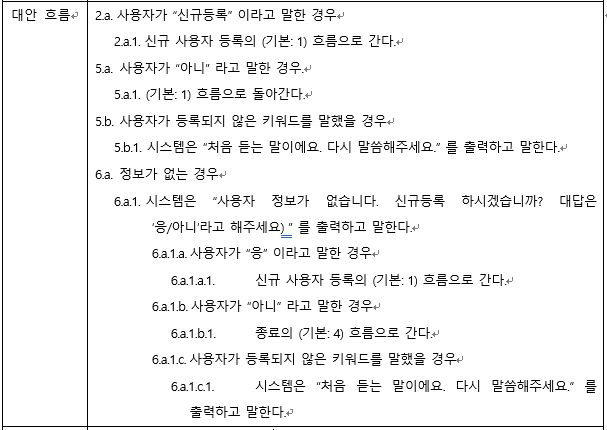 대안 흐름
2.a. 사용자가 “신규등록” 이라고 말한 경우
2.a.1. 신규 사용자 등록의 (기본: 1) 흐름으로 간다.
5.a. 사용자가 “아니” 라고 말한 경우.
5.a.1. (기본: 1) 흐름으로 돌아간다.
5.b. 사용자가 등록되지 않은 키워드를 말했을 경우
5.b.1. 시스템은 “처음 듣는 말이에요. 다시 말씀해주세요.” 를 출력하고 말한다.
6.a. 정보가 없는 경우
6.a.1. 시스템은 “사용자 정보가 없습니다. 신규등록 하시겠습니까? 대답은
‘응/아니’라고 해주세요) ” 를 출력하고 말한다.
6.a.1.a. 사용자가 “응” 이라고 말한 경우
6.a.1.a.1. 신규 사용자 등록의 (기본: 1) 흐름으로 간다.
6.a.1.b. 사용자가 “아니” 라고 말한 경우
6.a.1.b.1. 종료의 (기본: 4) 흐름으로 간다.
6.a.1.c. 사용자가 등록되지 않은 키워드를 말했을 경우
6.a.1.c.1. 시스템은 “처음 듣는 말이에요. 다시 말씀해주세요.” 를
출력하고 말한다.